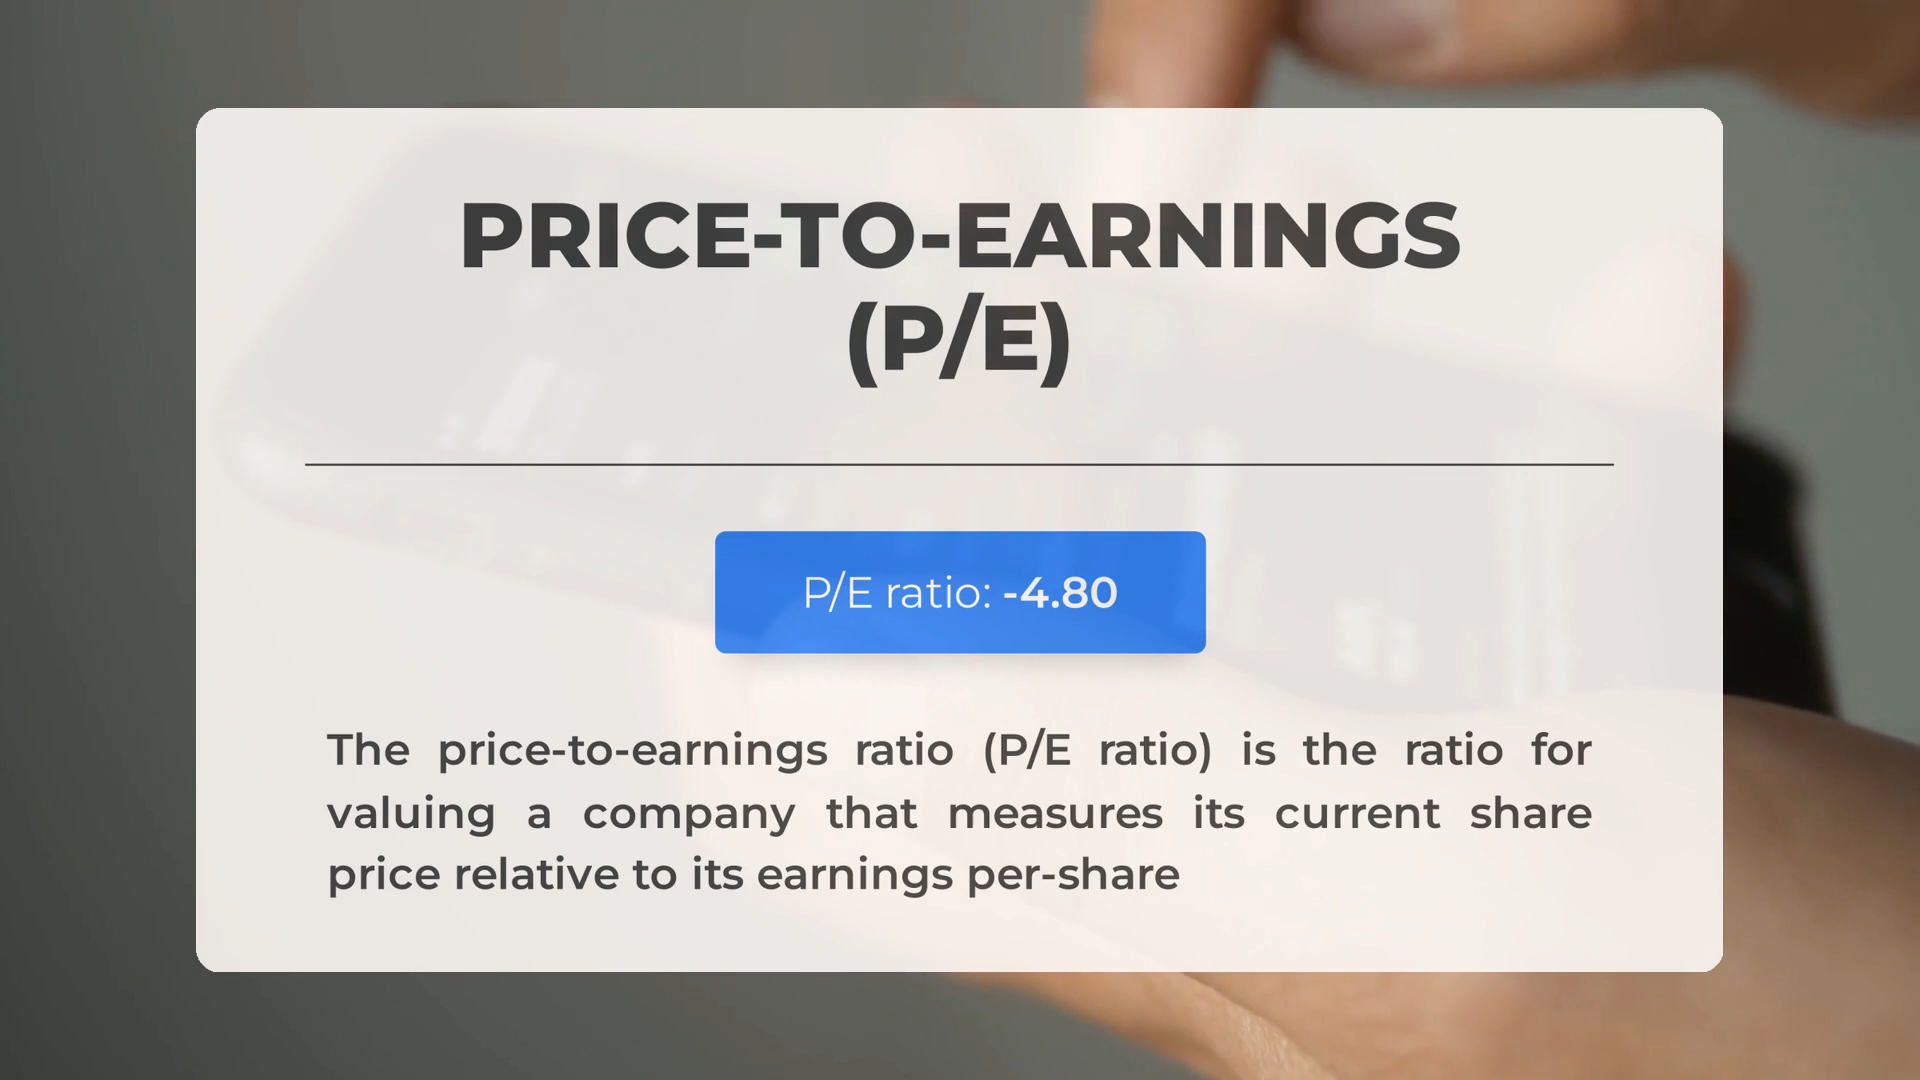 PRICE-TO-EARNINGS
(P/E)
P/E ratio: -4.80
The price-to-earnings ratio (P/E ratio) is the ratio for
valuing a company that measures its current share
price relative to its earnings per-share